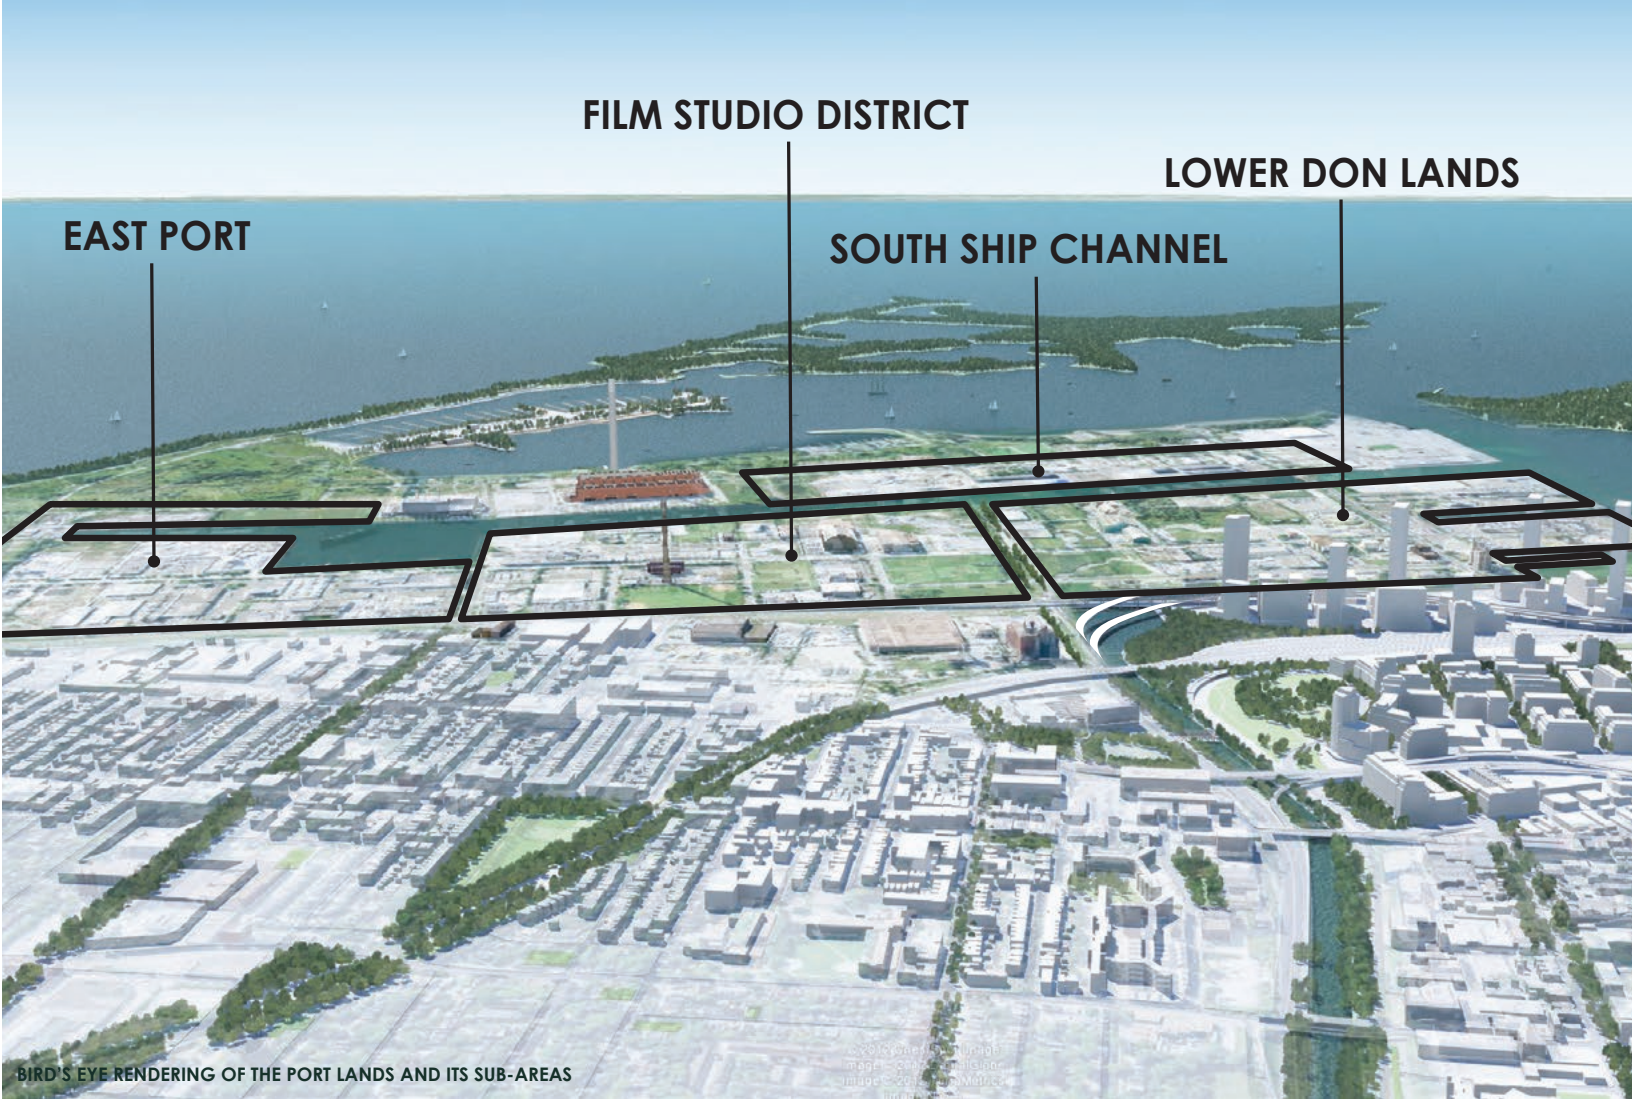 FILM STUDIO DISTRICT
LOWER DON LANDS
EAST PORT
SOUTH SHIP CHANNEL
BIRD'S EYE RENDERING OF THE PORT LANDS AND ITS SUB-AREAS